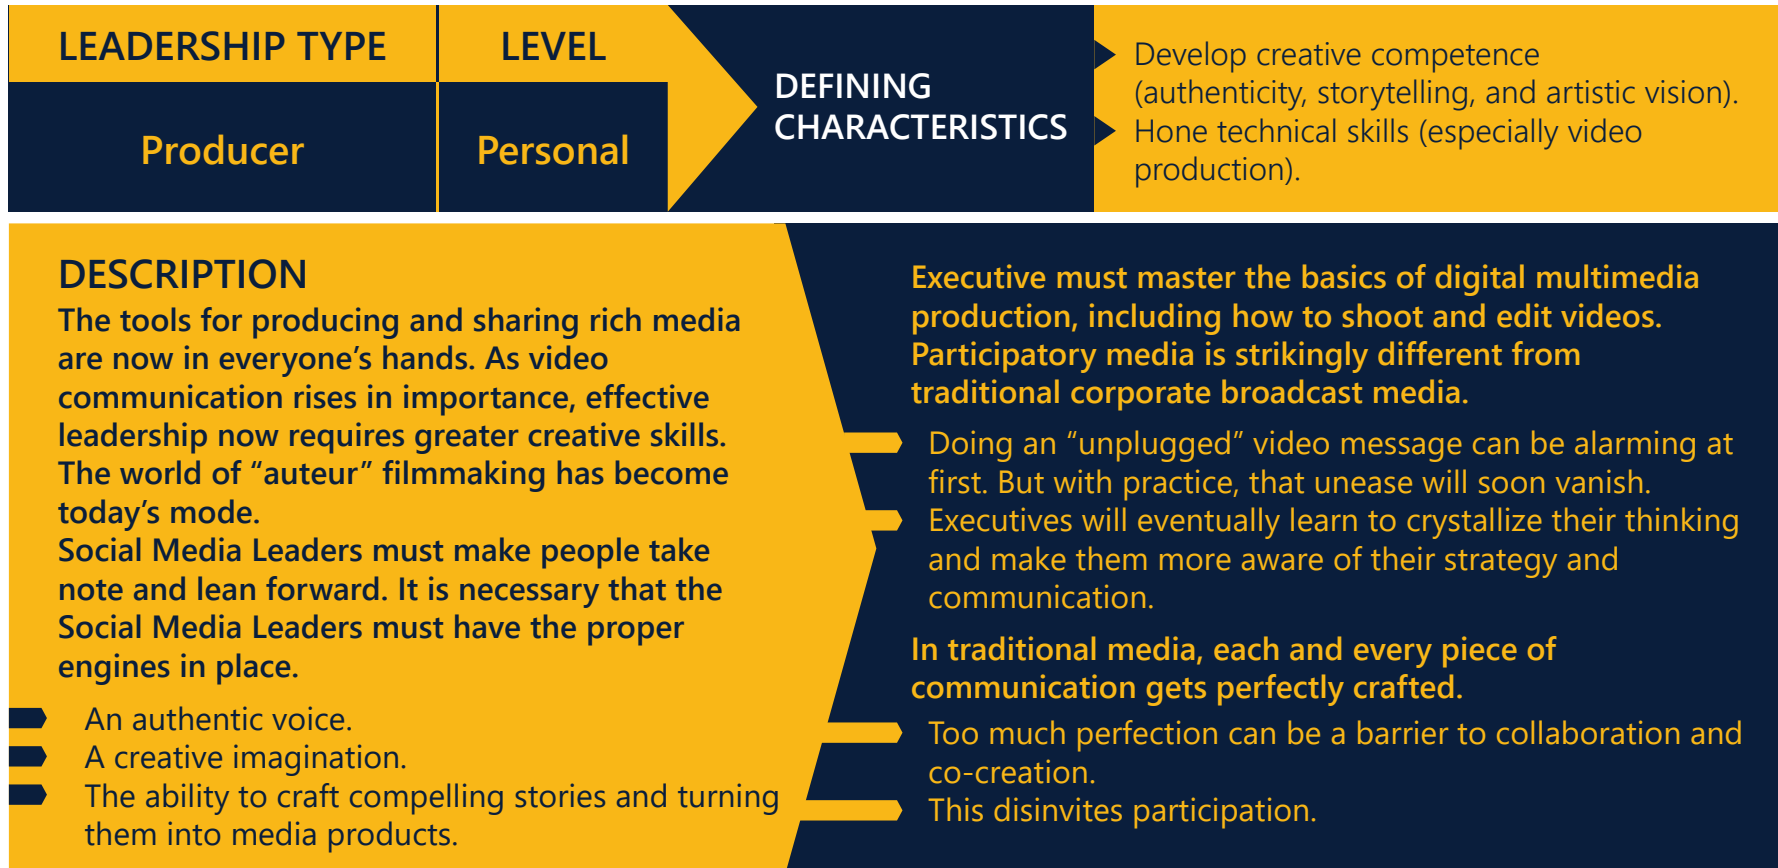 LEADERSHIP TYPE
LEVEL
Producer
Personal
DEFINING
CHARACTERISTICS
Develop creative competence
(authenticity, storytelling, and artistic vision).
Hone technical skills (especially video
production).
DESCRIPTION
The tools for producing and sharing rich media
are now in everyone’s hands. As video
communication rises in importance, effective
leadership now requires greater creative skills.
The world of “auteur” filmmaking has become
today’s mode.
Social Media Leaders must make people take
note and lean forward. It is necessary that the
Social Media Leaders must have the proper
engines in place.
An authentic voice.
A creative imagination.
The ability to craft compelling stories and turning
them into media products.
Executive must master the basics of digital multimedia
production, including how to shoot and edit videos.
Participatory media is strikingly different from
traditional corporate broadcast media.
Doing an “unplugged” video message can be alarming at
first. But with practice, that unease will soon vanish.
Executives will eventually learn to crystallize their thinking
and make them more aware of their strategy and
communication.
In traditional media, each and every piece of
communication gets perfectly crafted.
Too much perfection can be a barrier to collaboration and
co-creation.
This disinvites participation.